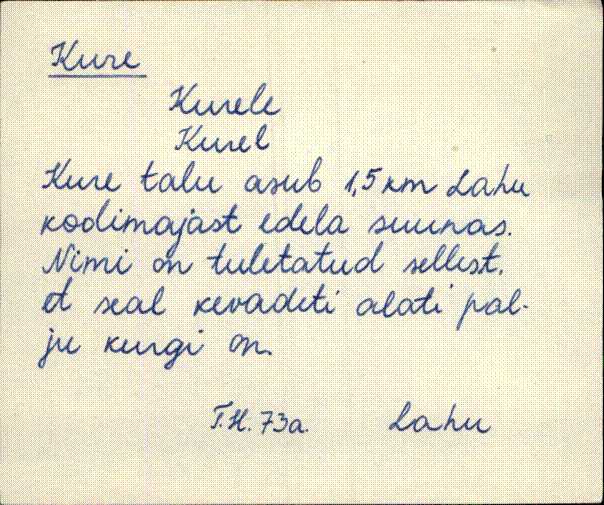 Kure
Kurele
Kurel
Kure talu asub 1,5 km Lahu
kodimajast edela suunas.
Nimi on tuletatud sellest,
et seal kevadeti alati pal-
ju kurgi on.
T.H. 73a. Lahu